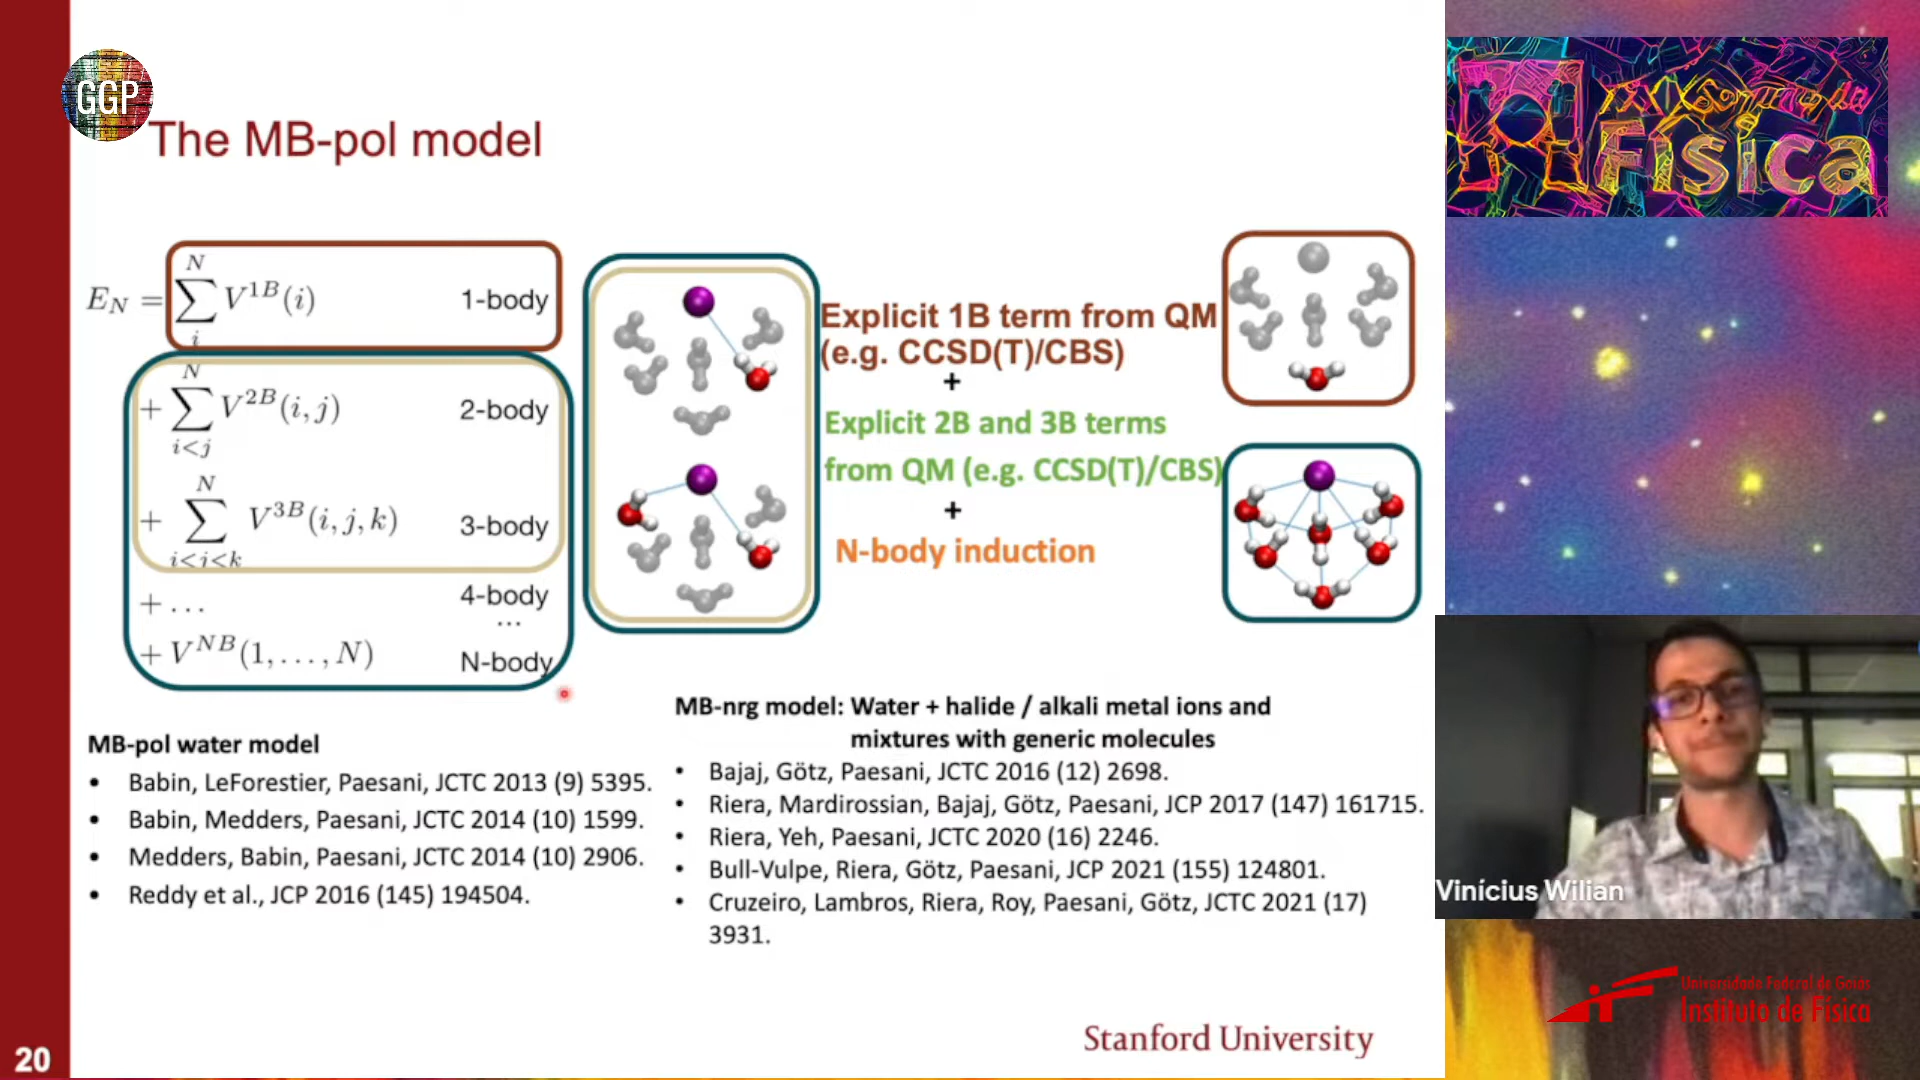 GGP
The MB-pol model
E_N = \sum_{i}^{N} V^{1B}(i) 1-body
+ \sum_{i<j}^{N} V^{2B}(i,j) 2-body
+ \sum_{i<j<k}^{N} V^{3B}(i,j,k) 3-body
+ ... 4-body
...
+ V^{NB}(1,...,N) N-body
Explicit 1B term from QM
(e.g. CCSD(T)/CBS)
+
Explicit 2B and 3B terms
from QM (e.g. CCSD(T)/CBS)
+
N-body induction
MB-pol water model
• Babin, LeForestier, Paesani, JCTC 2013 (9) 5395.
• Babin, Medders, Paesani, JCTC 2014 (10) 1599.
• Medders, Babin, Paesani, JCTC 2014 (10) 2906.
• Reddy et al., JCP 2016 (145) 194504.
MB-nrg model: Water + halide / alkali metal ions and
mixtures with generic molecules
• Bajaj, Götz, Paesani, JCTC 2016 (12) 2698.
• Riera, Mardirossian, Bajaj, Götz, Paesani, JCP 2017 (147) 161715.
• Riera, Yeh, Paesani, JCTC 2020 (16) 2246.
• Bull-Vulpe, Riera, Götz, Paesani, JCP 2021 (155) 124801.
• Cruzeiro, Lambros, Riera, Roy, Paesani, Götz, JCTC 2021 (17)
3931.
Stanford University
20
Física
Vinícius Wilian
Universidade Federal de Goiás
Instituto de Física